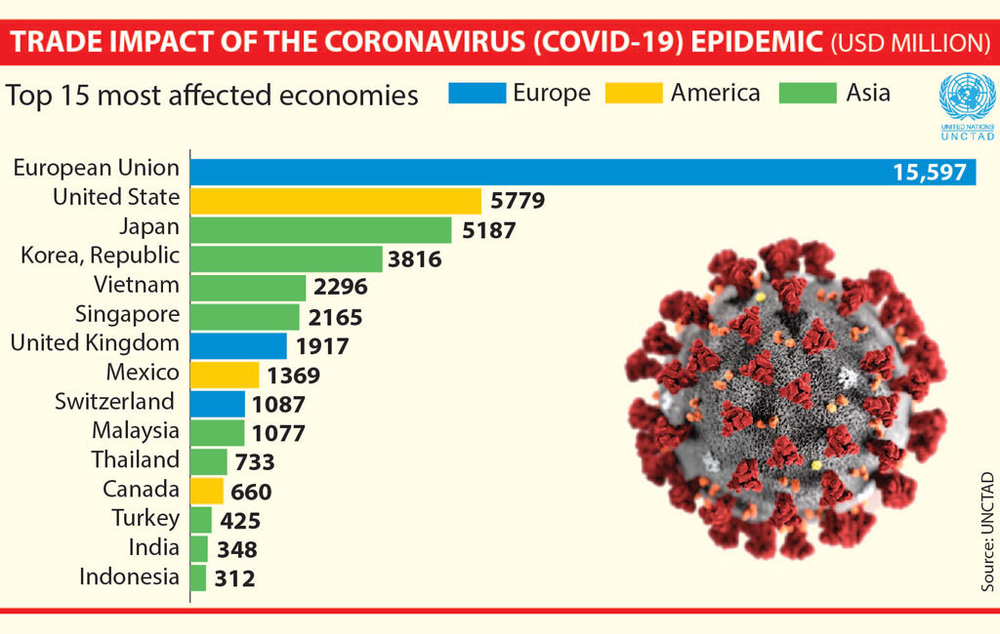 TRADE IMPACT OF THE CORONAVIRUS (COVID-19) EPIDEMIC (USD MILLION)
Top 15 most affected economies Europe America Asia
UNITED NATIONS
UNCTAD
European Union 15,597
United State 5779
Japan 5187
Korea, Republic 3816
Vietnam 2296
Singapore 2165
United Kingdom 1917
Mexico 1369
Switzerland 1087
Malaysia 1077
Thailand 733
Canada 660
Turkey 425
India 348
Indonesia 312
Source: UNCTAD